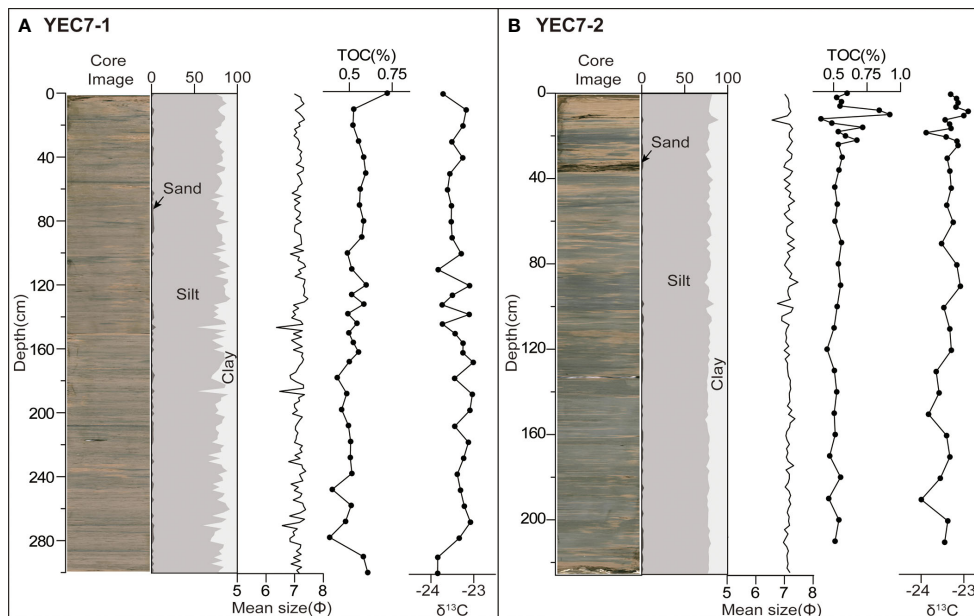 A YEC7-1
Core
Image
0 50 100
TOC(%)
0.5 0.75
0
40
80
120
160
200
240
280
Depth(cm)
Sand
Silt
Clay
5 6 7 8
Mean size(Φ)
-24 -23
δ¹³C
B YEC7-2
Core
Image
0 50 100
TOC(%)
0.5 0.75 1.0
0
40
80
120
160
200
Depth(cm)
Sand
Silt
Clay
5 6 7 8
Mean size(Φ)
-24 -23
δ¹³C